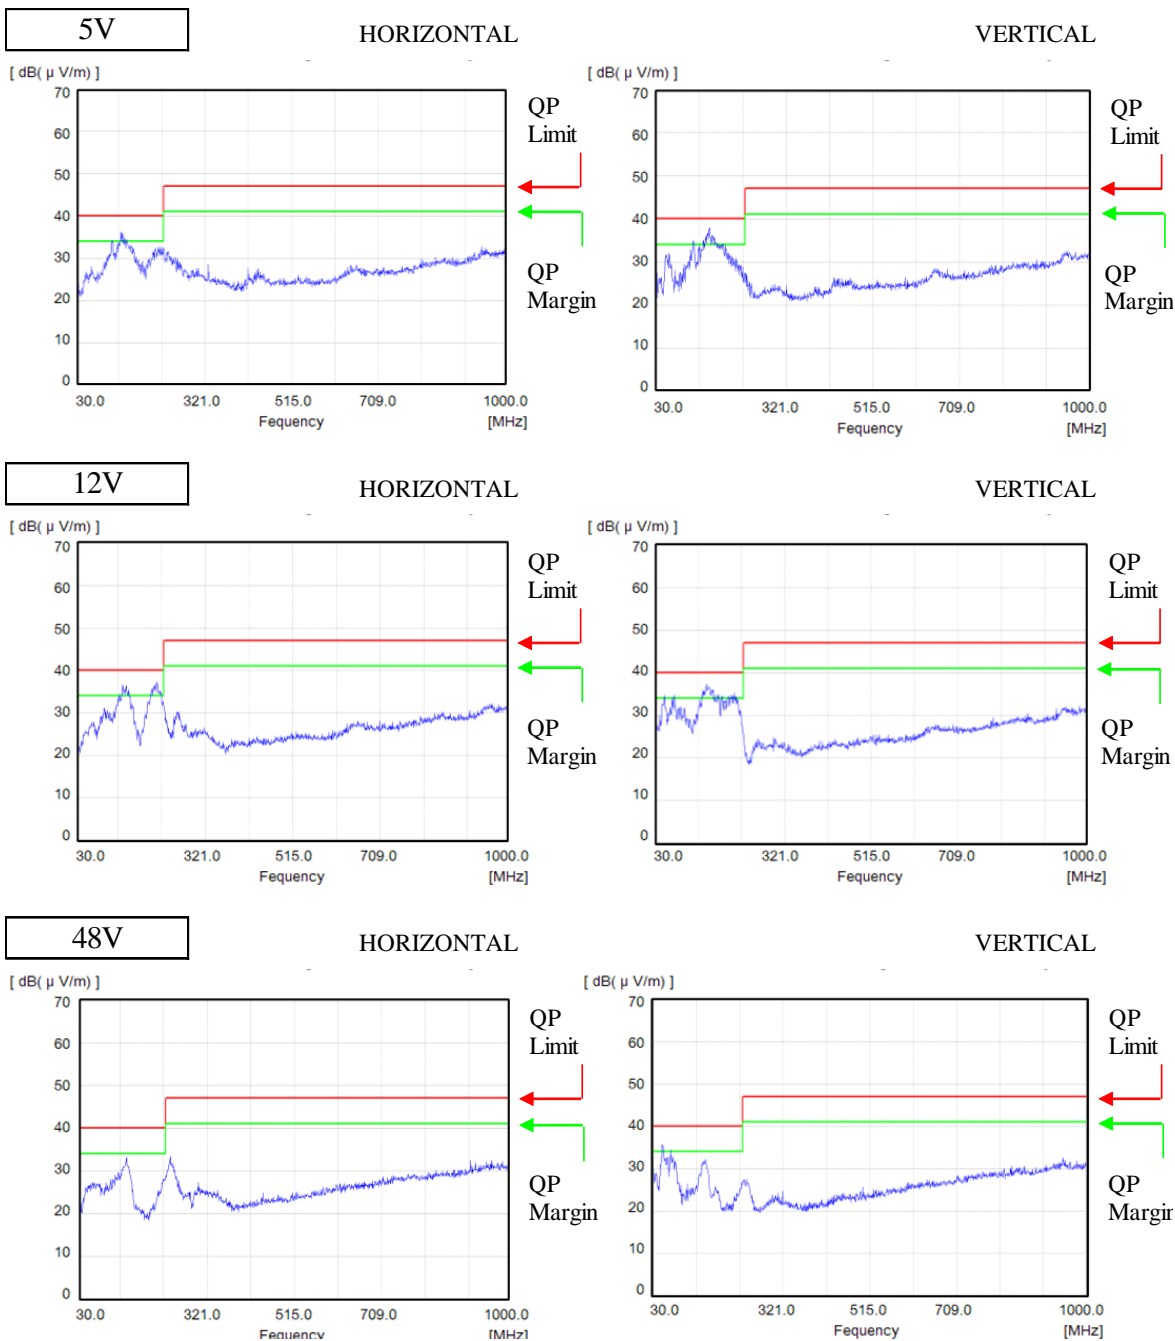 5V
HORIZONTAL
VERTICAL
[ dB( µ V/m) ]
70
60
50
40
30
20
10
0
30.0 321.0 515.0 709.0 1000.0
Fequency [MHz]
QP
Limit
QP
Margin
[ dB( µ V/m) ]
70
60
50
40
30
20
10
0
30.0 321.0 515.0 709.0 1000.0
Fequency [MHz]
QP
Limit
QP
Margin
12V
HORIZONTAL
VERTICAL
[ dB( µ V/m) ]
70
60
50
40
30
20
10
0
30.0 321.0 515.0 709.0 1000.0
Fequency [MHz]
QP
Limit
QP
Margin
[ dB( µ V/m) ]
70
60
50
40
30
20
10
0
30.0 321.0 515.0 709.0 1000.0
Fequency [MHz]
QP
Limit
QP
Margin
48V
HORIZONTAL
VERTICAL
[ dB( µ V/m) ]
70
60
50
40
30
20
10
0
30.0 321.0 515.0 709.0 1000.0
Fequency [MHz]
QP
Limit
QP
Margin
[ dB( µ V/m) ]
70
60
50
40
30
20
10
0
30.0 321.0 515.0 709.0 1000.0
Fequency [MHz]
QP
Limit
QP
Margin